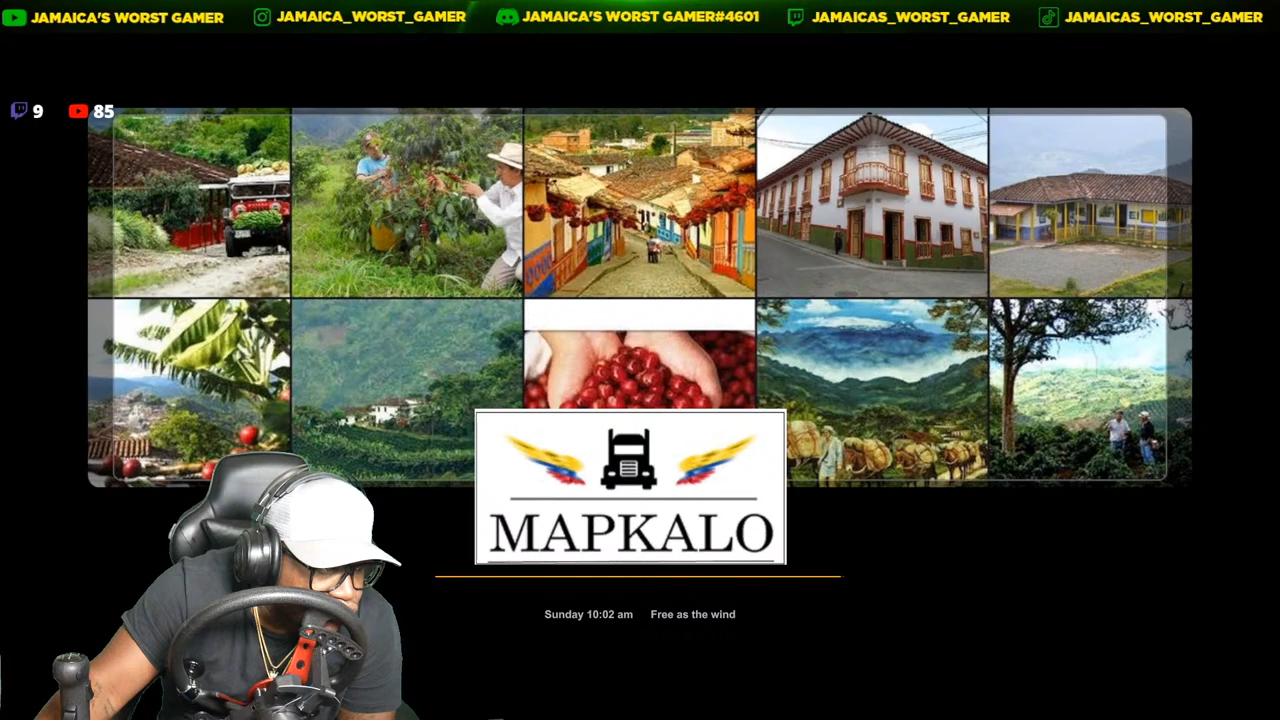 JAMAICA'S WORST GAMER
JAMAICA_WORST_GAMER
JAMAICA'S WORST GAMER#4601
JAMAICAS_WORST_GAMER
JAMAICAS_WORST_GAMER
9
85
MAPKALO
Sunday 10:02 am
Free as the wind